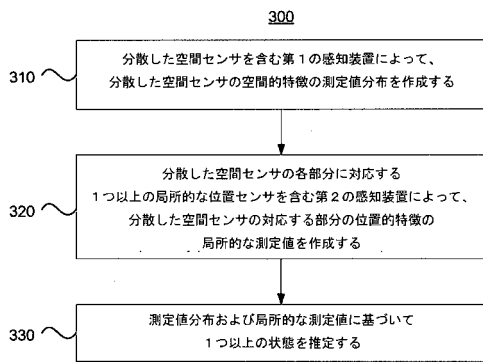 300
310
分散した空間センサを含む第1の感知装置によって、
分散した空間センサの空間的特徴の測定値分布を作成する
320
分散した空間センサの各部分に対応する
1つ以上の局所的な位置センサを含む第2の感知装置によって、
分散した空間センサの対応する部分の位置的特徴の
局所的な測定値を作成する
330
測定値分布および局所的な測定値に基づいて
1つ以上の状態を推定する